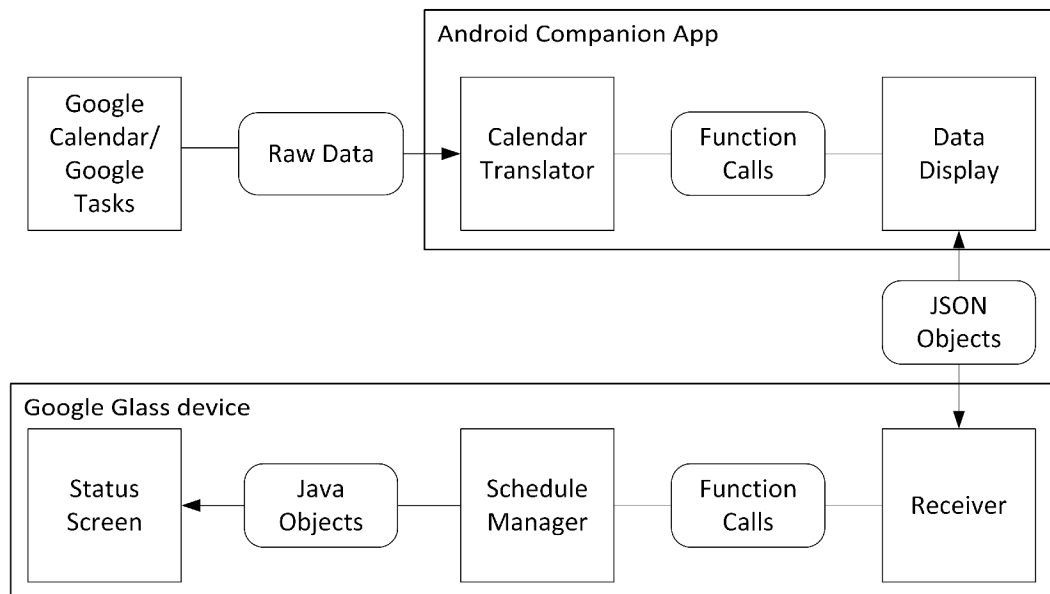 Android Companion App
Google
Calendar/
Google
Tasks
Raw Data
Calendar
Translator
Function
Calls
Data
Display
JSON
Objects
Google Glass device
Status
Screen
Java
Objects
Schedule
Manager
Function
Calls
Receiver